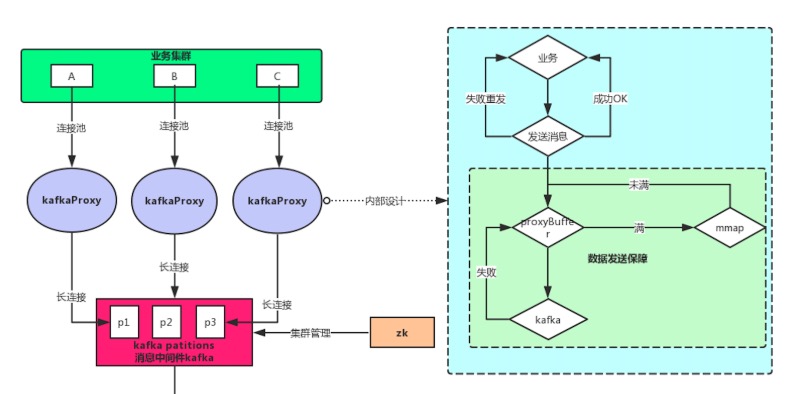 业务集群
A
B
C
连接池
连接池
连接池
kafkaProxy
kafkaProxy
kafkaProxy
长连接
长连接
长连接
p1
p2
p3
kafka patitions
消息中间件kafka
集群管理
zk
内部设计
业务
失败重发
成功OK
发送消息
未满
proxyBuffe
r
满
mmap
数据发送保障
失败
kafka